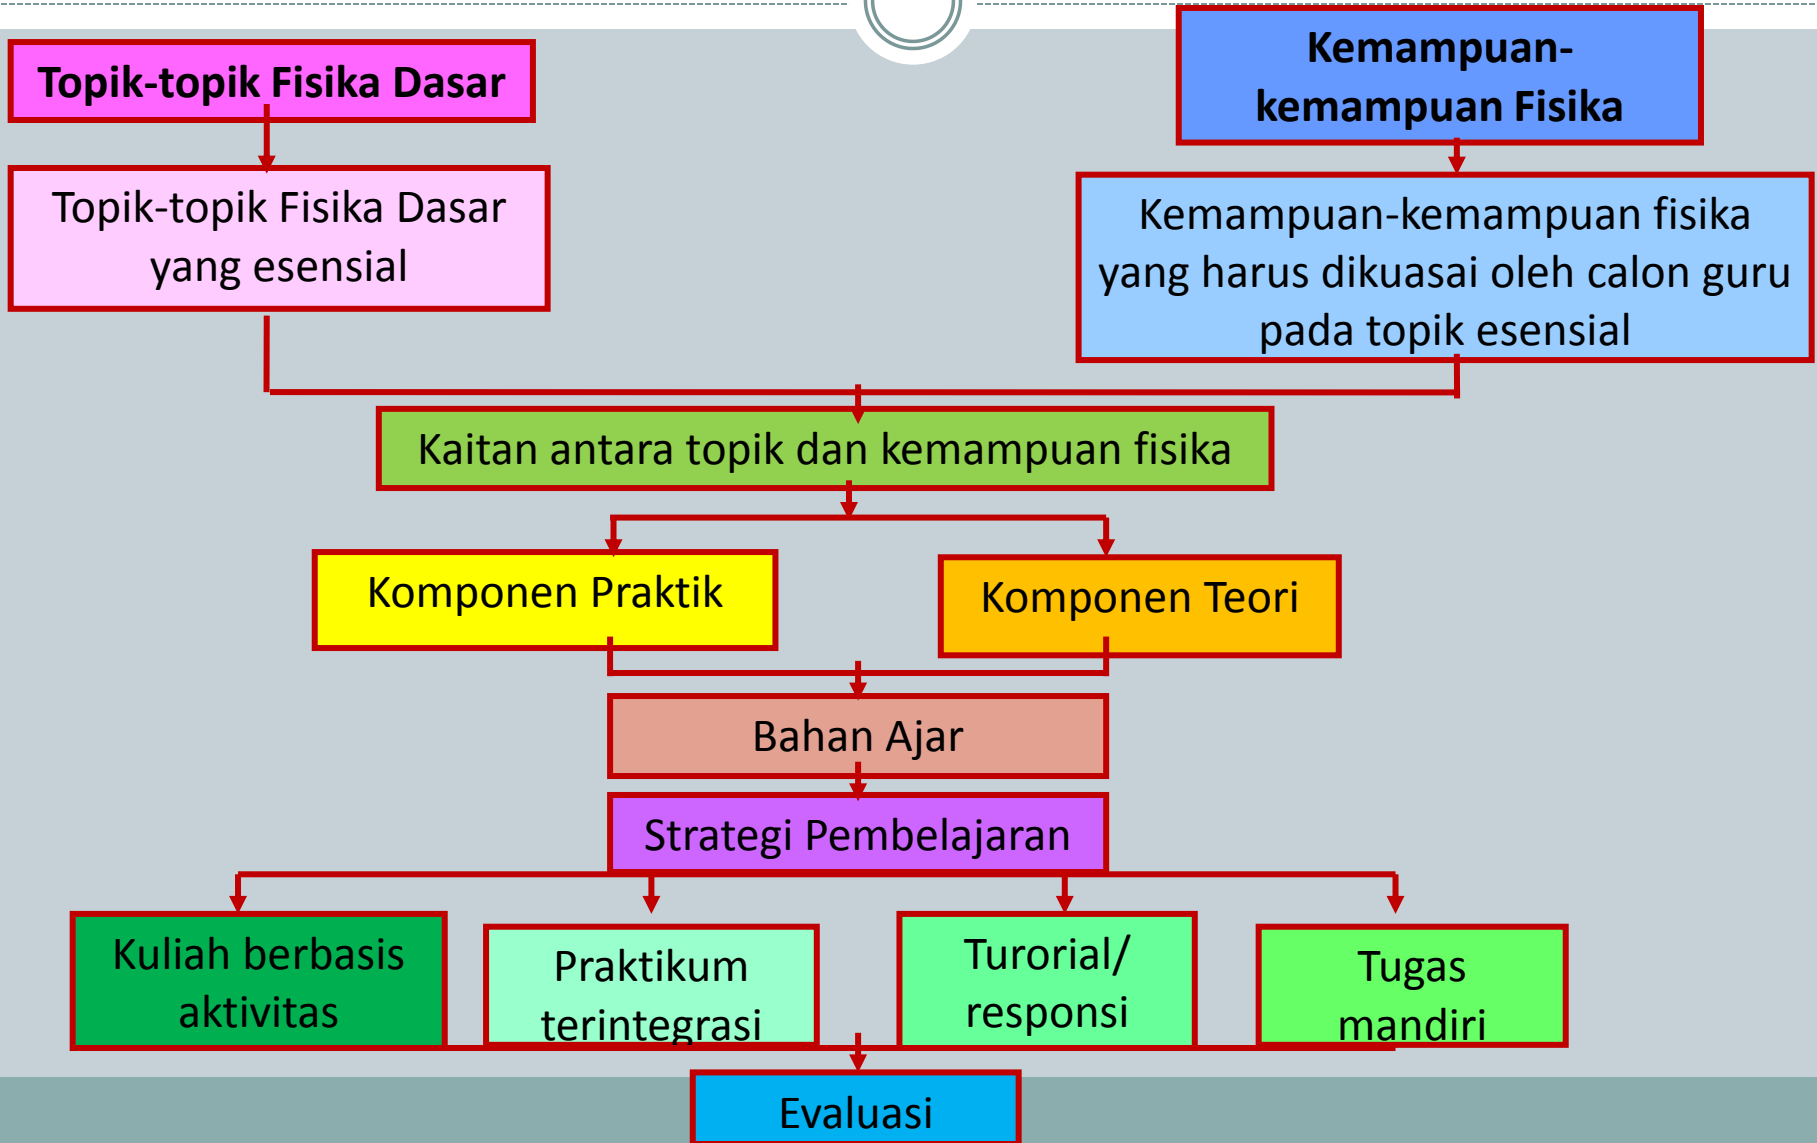 Topik-topik Fisika Dasar
Kemampuan-
kemampuan Fisika
Topik-topik Fisika Dasar
yang esensial
Kemampuan-kemampuan fisika
yang harus dikuasai oleh calon guru
pada topik esensial
Kaitan antara topik dan kemampuan fisika
Komponen Praktik
Komponen Teori
Bahan Ajar
Strategi Pembelajaran
Kuliah berbasis
aktivitas
Praktikum
terintegrasi
Turorial/
responsi
Tugas
mandiri
Evaluasi